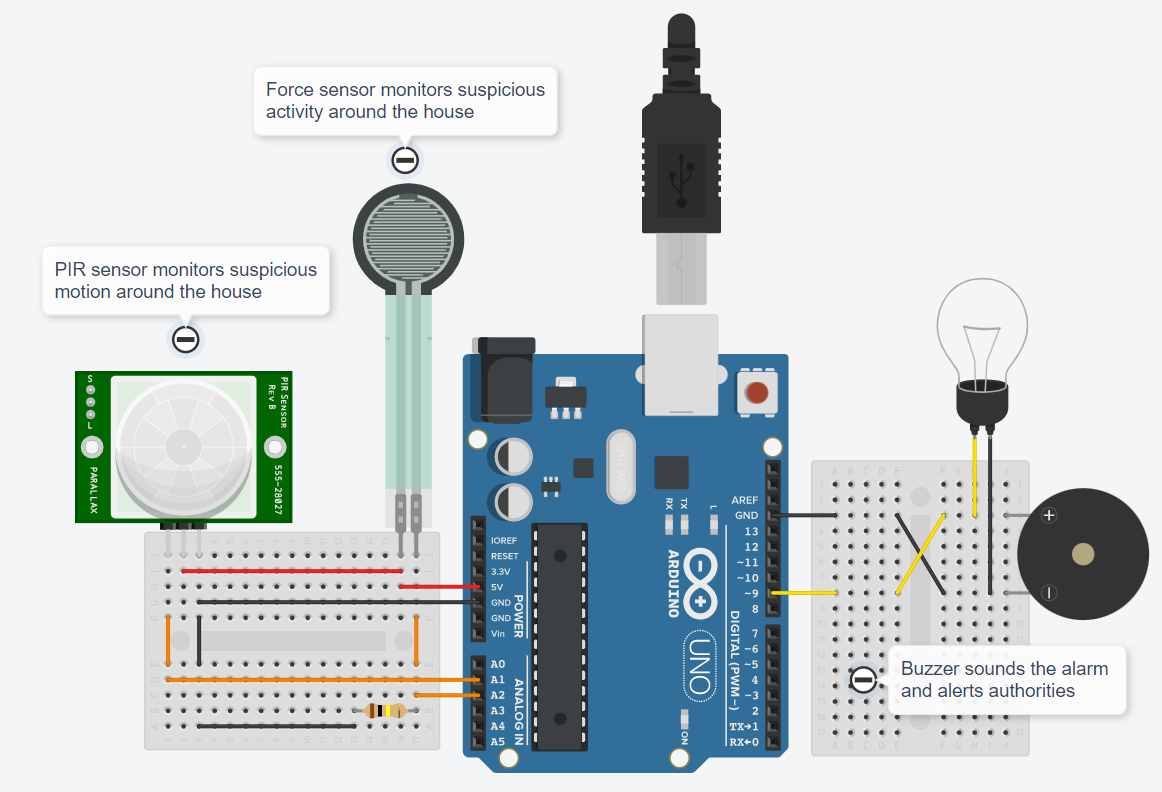 Force sensor monitors suspicious
activity around the house
PIR sensor monitors suspicious
motion around the house
S
L
PIR SENSOR
REV B
PARALLAX
555-28027
AREF
GND
13
12
~11
~10
~9
8
7
~6
~5
4
~3
2
TX→1
RX←0
DIGITAL (PWM~)
IOREF
RESET
3.3V
5V
GND
GND
Vin
POWER
A0
A1
A2
A3
A4
A5
ANALOG IN
RX
TX
L
ARDUINO
UNO
ON
Buzzer sounds the alarm
and alerts authorities